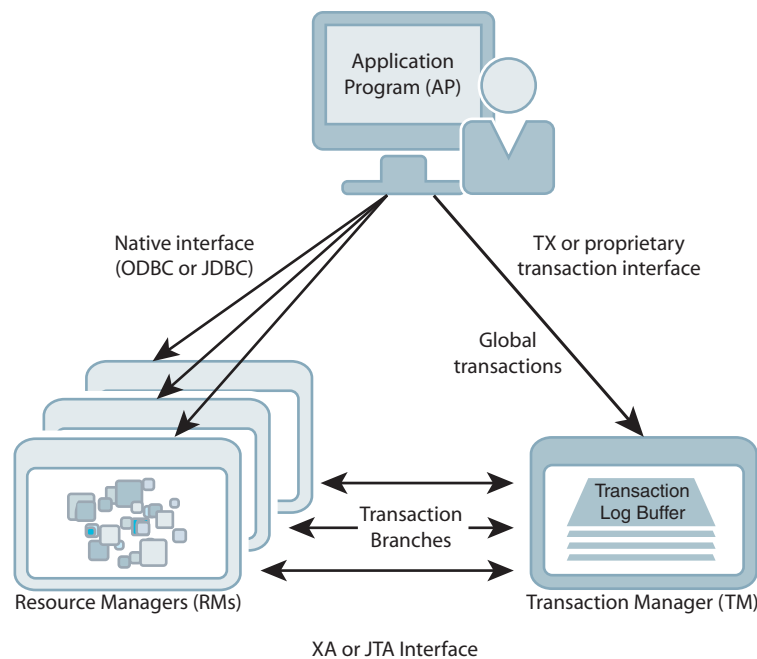 Application
Program (AP)
Native interface
(ODBC or JDBC)
TX or proprietary
transaction interface
Global
transactions
Transaction
Log Buffer
Transaction
Branches
Resource Managers (RMs)
Transaction Manager (TM)
XA or JTA Interface